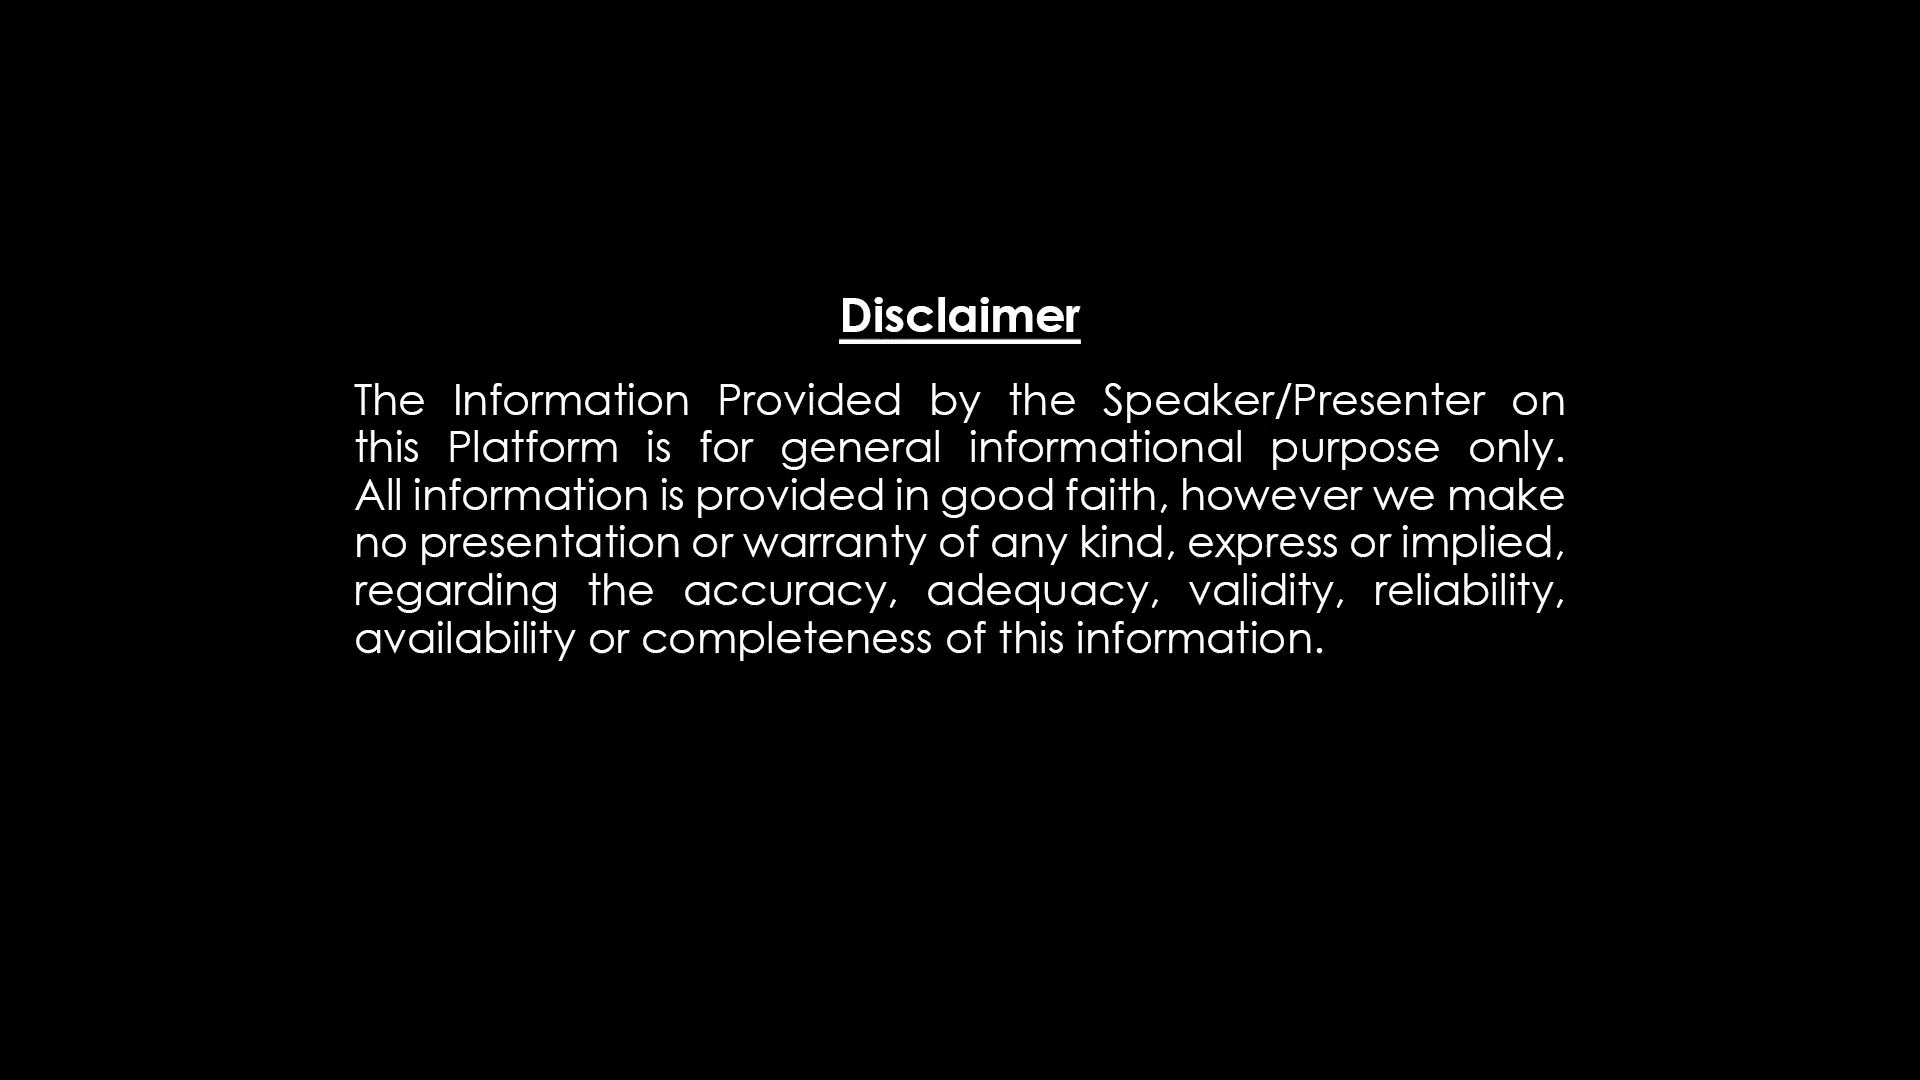 Disclaimer
The Information Provided by the Speaker/Presenter on
this Platform is for general informational purpose only.
All information is provided in good faith, however we make
no presentation or warranty of any kind, express or implied,
regarding the accuracy, adequacy, validity, reliability,
availability or completeness of this information.